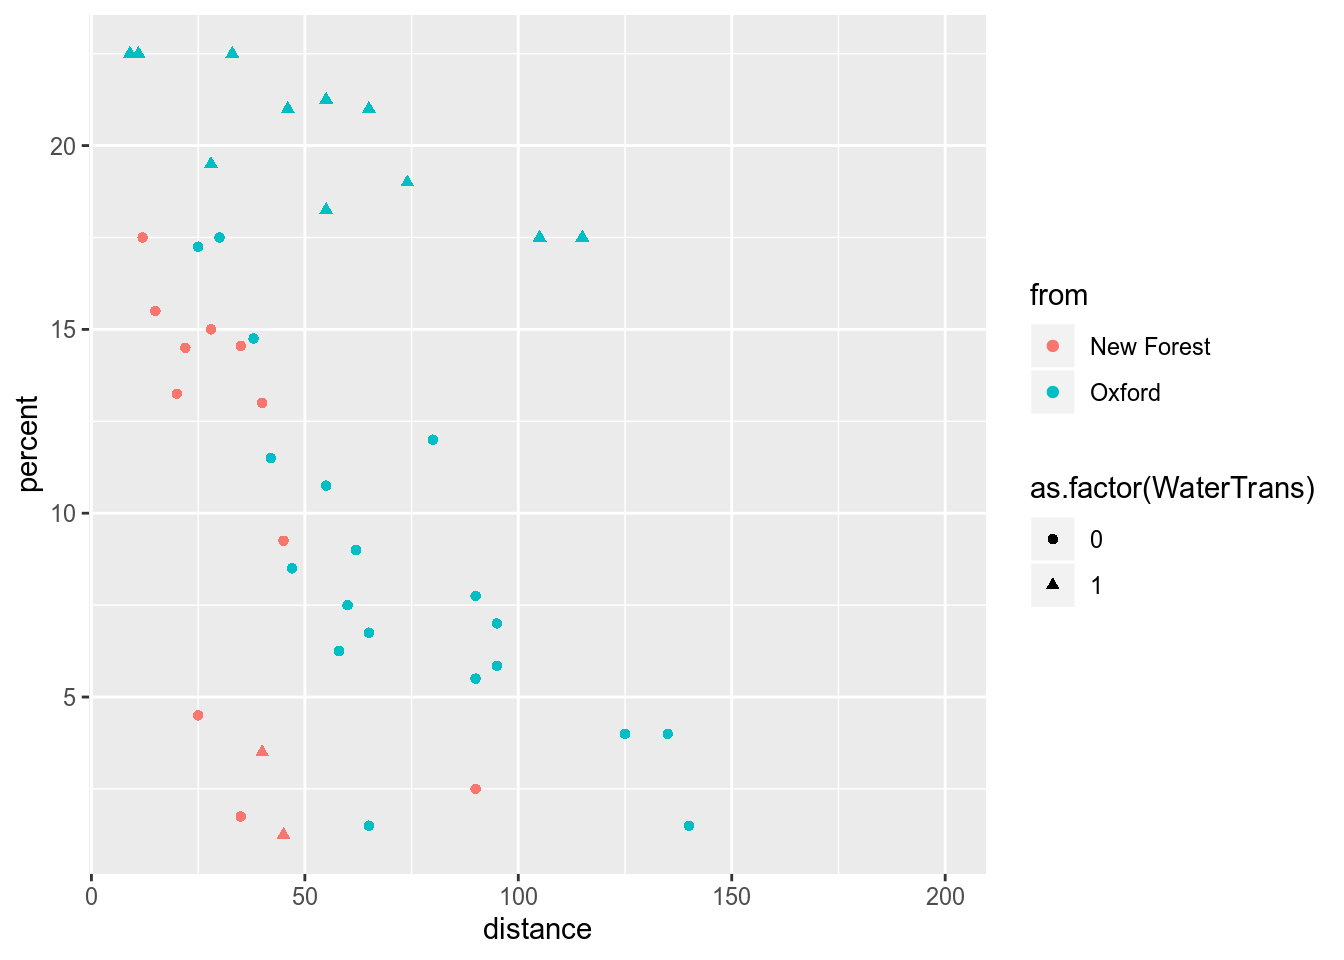 percent
20
15
10
5
0 50 100 150 200
distance
from
New Forest
Oxford
as.factor(WaterTrans)
0
1